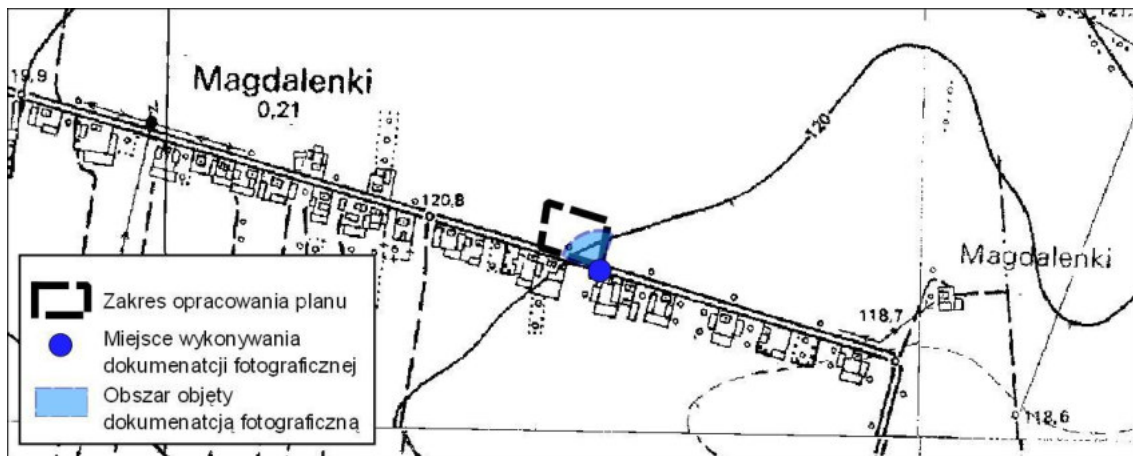 19,9
Magdalenki
0,21
120
120,8
Magdalenki
118,7
118,6
Zakres opracowania planu
Miejsce wykonywania
dokumenatcji fotograficznej
Obszar objęty
dokumenatcją fotograficzną